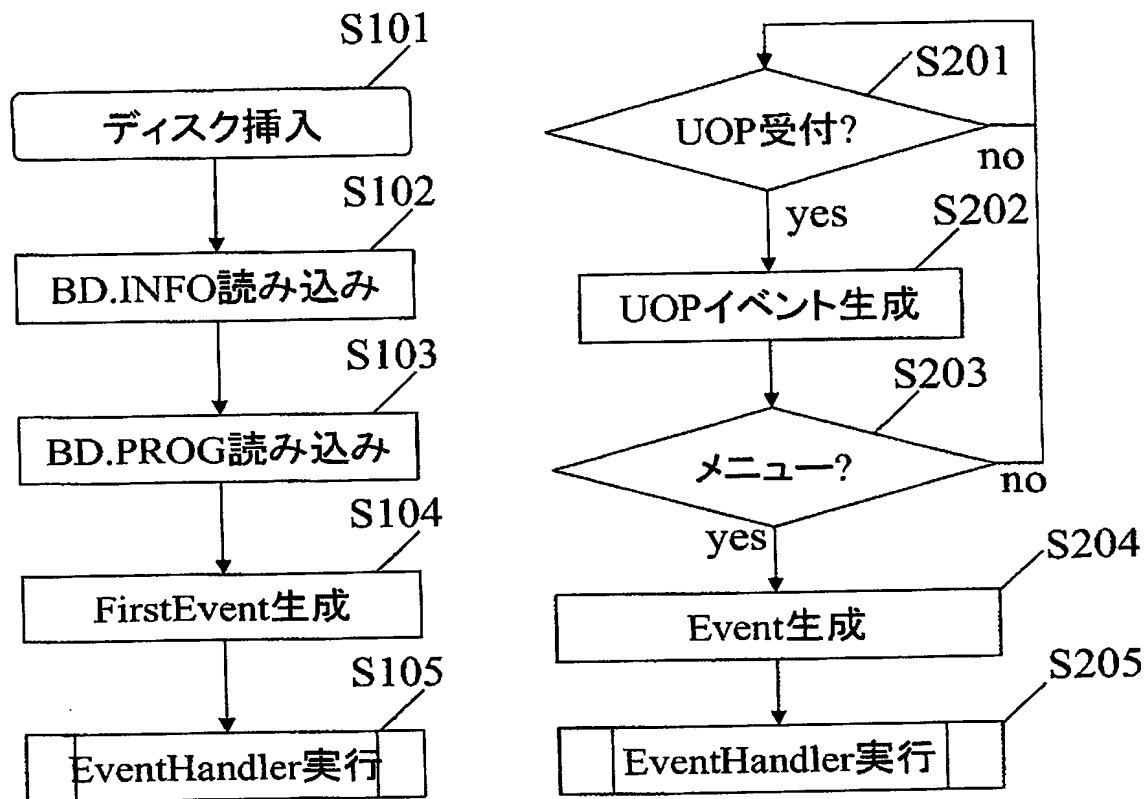 S101
ディスク挿入
S102
BD.INFO読み込み
S103
BD.PROG読み込み
S104
FirstEvent生成
S105
EventHandler実行
S201
UOP受付?
no
yes
S202
UOPイベント生成
S203
メニュー?
no
yes
S204
Event生成
S205
EventHandler実行